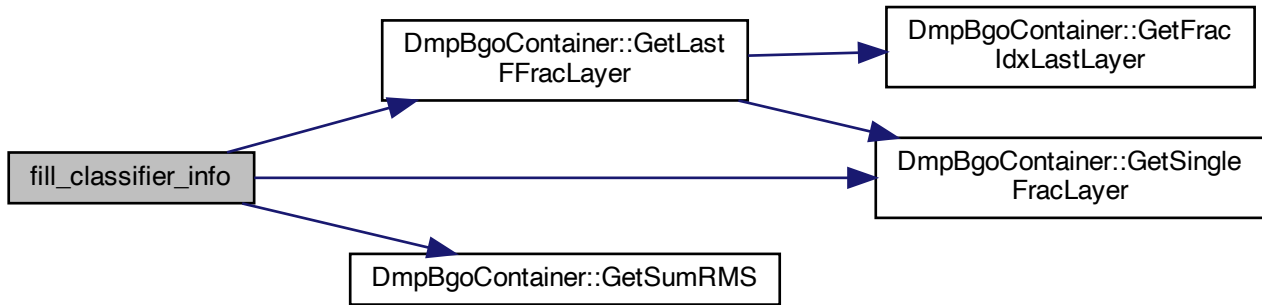 DmpBgoContainer::GetLast
FFracLayer
DmpBgoContainer::GetFrac
IdxLastLayer
fill_classifier_info
DmpBgoContainer::GetSingle
FracLayer
DmpBgoContainer::GetSumRMS